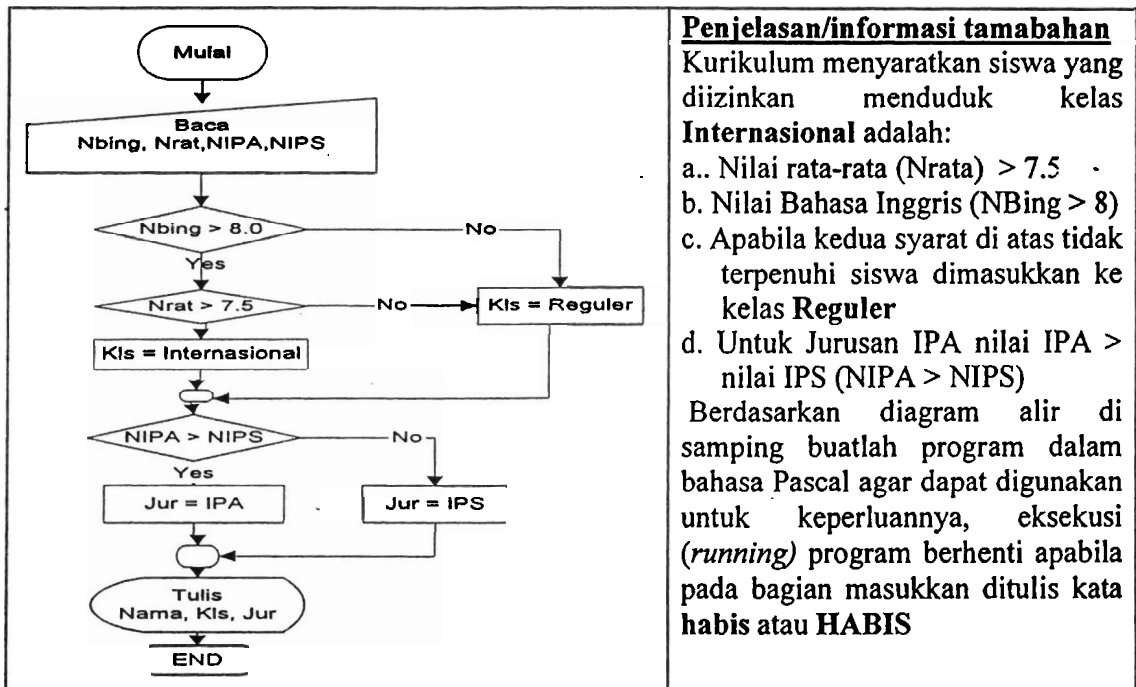 Mulai
Baca
Nbing, Nrat,NIPA,NIPS
Nbing > 8.0
No
Yes
Nrat > 7.5
No
Kls = Reguler
Kls = Internasional
NIPA > NIPS
No
Yes
Jur = IPA
Jur = IPS
Tulis
Nama, Kls, Jur
END
Penjelasan/informasi tamabahan
Kurikulum menyaratkan siswa yang
diizinkan menduduk kelas
Internasional adalah:
a.. Nilai rata-rata (Nrata) > 7.5
b. Nilai Bahasa Inggris (NBing > 8)
c. Apabila kedua syarat di atas tidak
terpenuhi siswa dimasukkan ke
kelas Reguler
d. Untuk Jurusan IPA nilai IPA >
nilai IPS (NIPA > NIPS)
Berdasarkan diagram alir di
samping buatlah program dalam
bahasa Pascal agar dapat digunakan
untuk keperluannya, eksekusi
(running) program berhenti apabila
pada bagian masukkan ditulis kata
habis atau HABIS